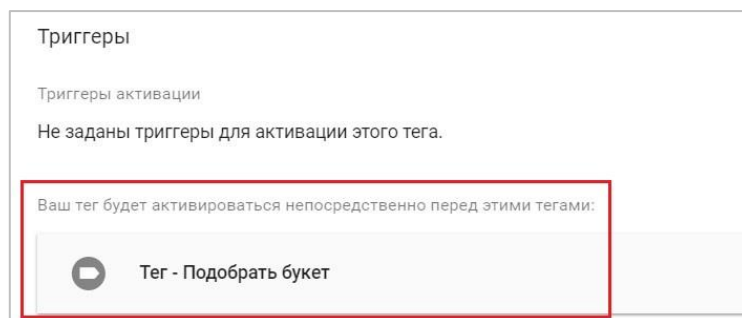 Триггеры
Триггеры активации
Не заданы триггеры для активации этого тега.
Ваш тег будет активироваться непосредственно перед этими тегами:
Тег - Подобрать букет